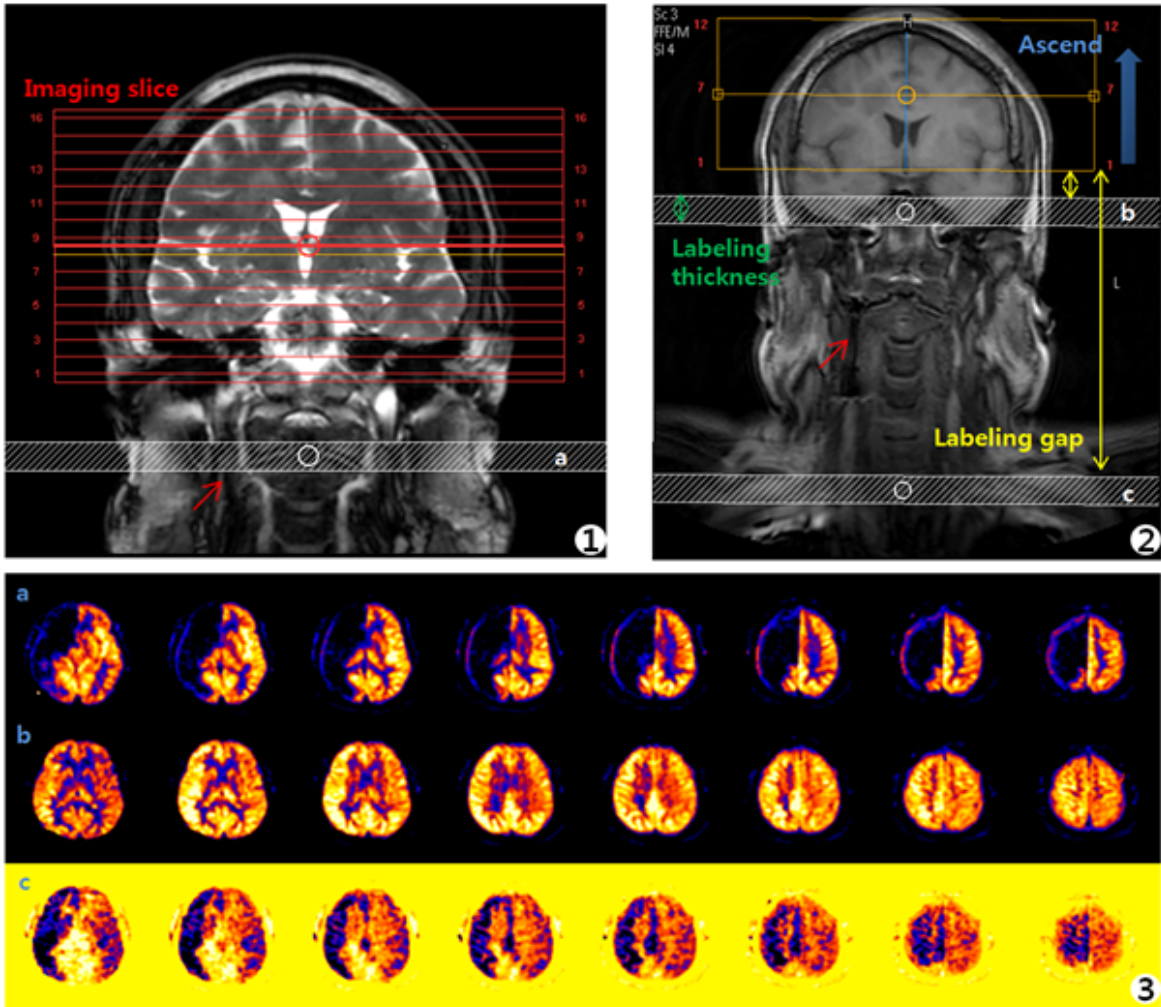 Imaging slice
16 16
13 13
11 11
9 9
7 7
5 5
3 3
1 1
a
1
Sc 3
FFE/M
Sl 4
H
12 12
Ascend
7 7
1 1
b
Labeling
thickness
L
Labeling gap
c
2
a
b
c
3